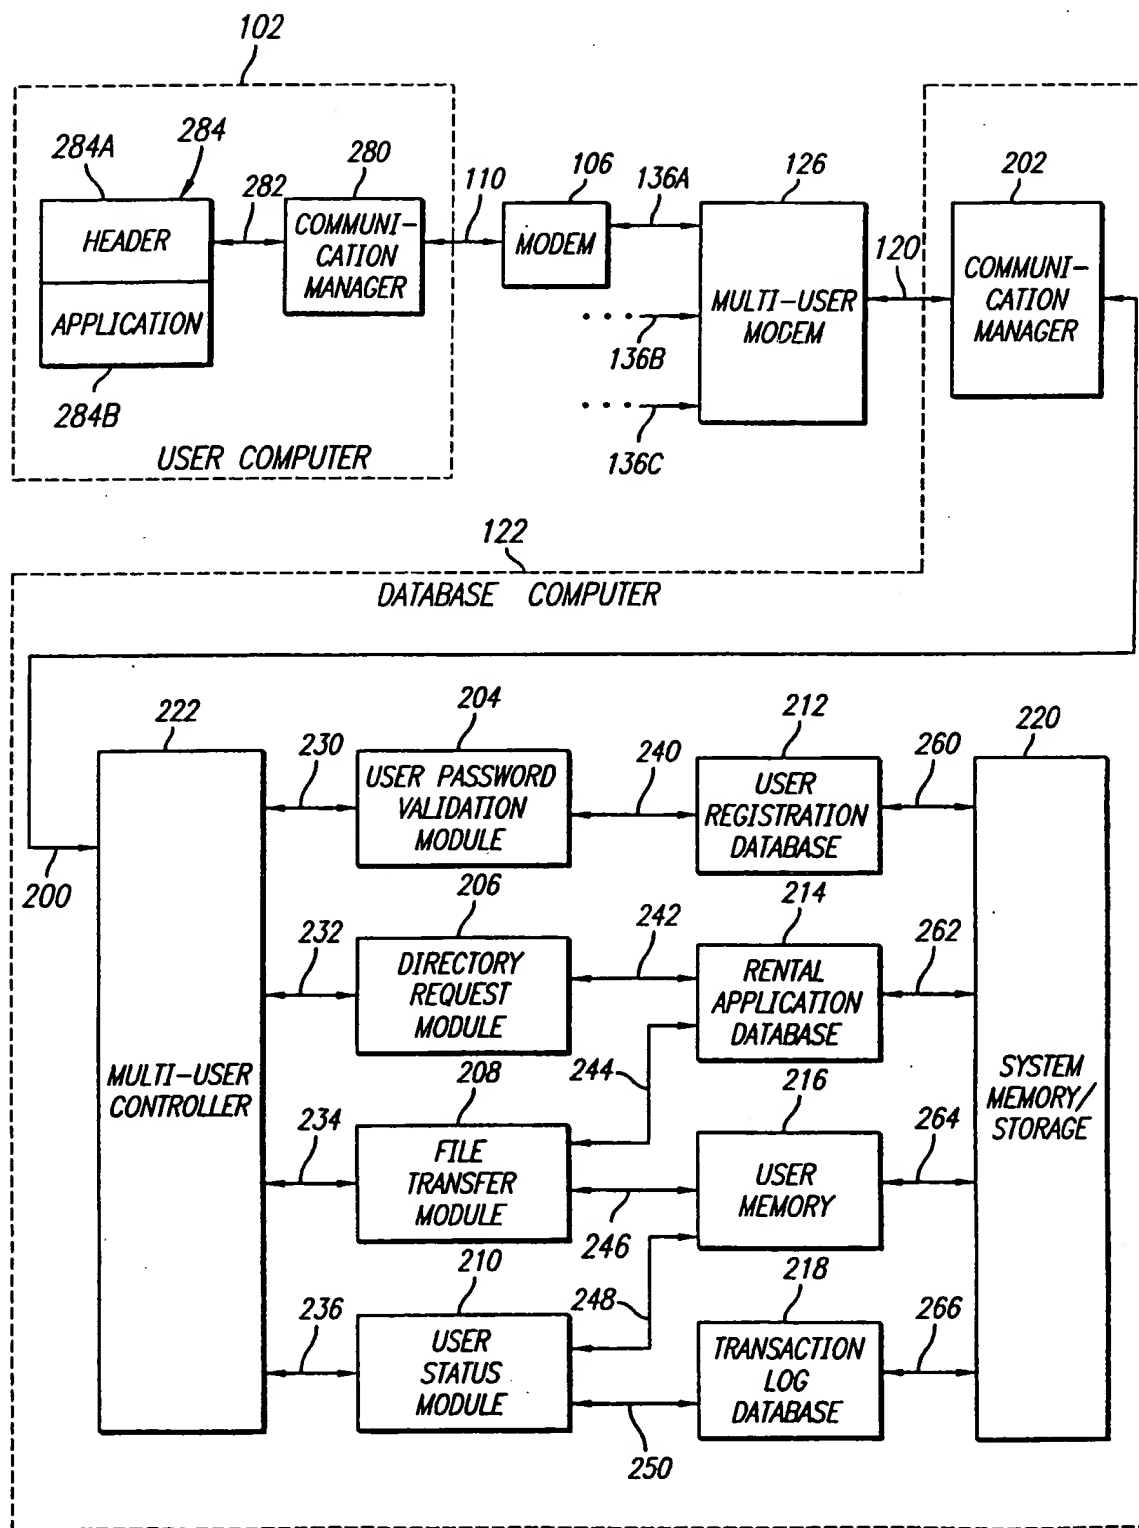 102
284A
284
282
280
110
106
136A
126
202
HEADER
APPLICATION
COMMUNI-
CATION
MANAGER
MODEM
MULTI-USER
MODEM
120
COMMUNI-
CATION
MANAGER
136B
136C
284B
USER COMPUTER
122
DATABASE COMPUTER
222
204
212
220
230
USER PASSWORD
VALIDATION
MODULE
240
USER
REGISTRATION
DATABASE
260
200
206
214
232
DIRECTORY
REQUEST
MODULE
242
RENTAL
APPLICATION
DATABASE
262
MULTI-USER
CONTROLLER
208
244
216
SYSTEM
MEMORY/
STORAGE
234
FILE
TRANSFER
MODULE
246
USER
MEMORY
264
210
248
218
236
USER
STATUS
MODULE
250
TRANSACTION
LOG
DATABASE
266